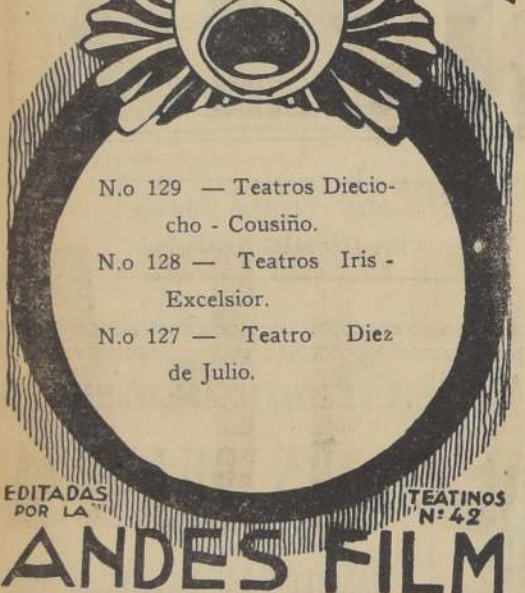 N.o 129 — Teatros Diecio-
cho - Cousiño.
N.o 128 — Teatros Iris -
Excelsior.
N.o 127 — Teatro Diez
de Julio.
EDITADAS
POR LA
TEATINOS
Nº 42
ANDES FILM